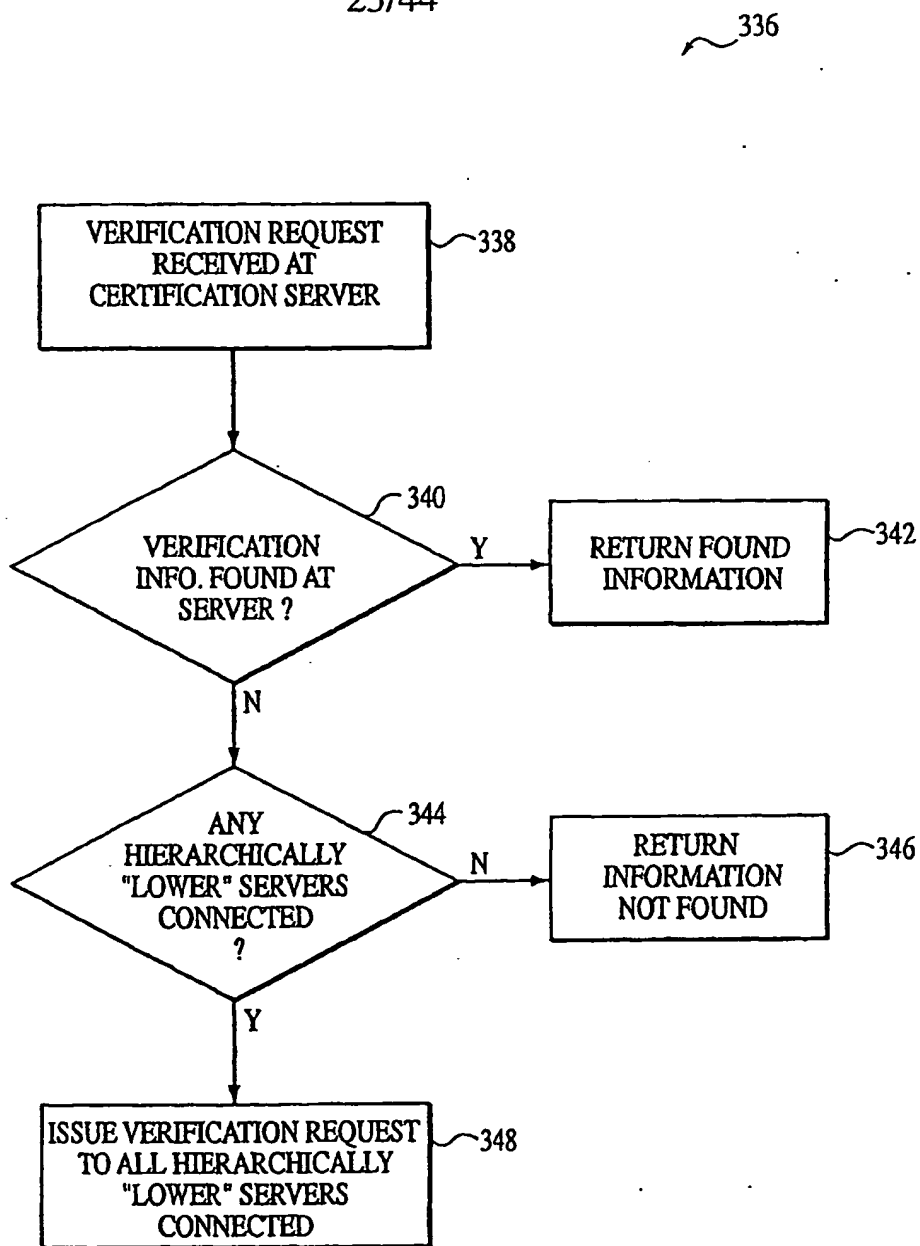 25/44
336
VERIFICATION REQUEST
RECEIVED AT
CERTIFICATION SERVER
338
340
VERIFICATION
INFO. FOUND AT
SERVER ?
Y
RETURN FOUND
INFORMATION
342
N
ANY
HIERARCHICALLY
"LOWER" SERVERS
CONNECTED
?
344
N
RETURN
INFORMATION
NOT FOUND
346
Y
ISSUE VERIFICATION REQUEST
TO ALL HIERARCHICALLY
"LOWER" SERVERS
CONNECTED
348